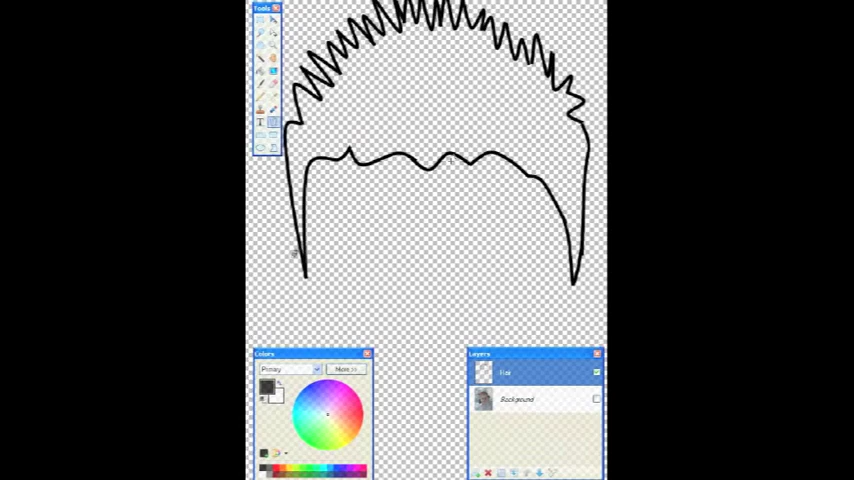 Tools
T
Colors
Primary
More >>
Layers
Hair
Background